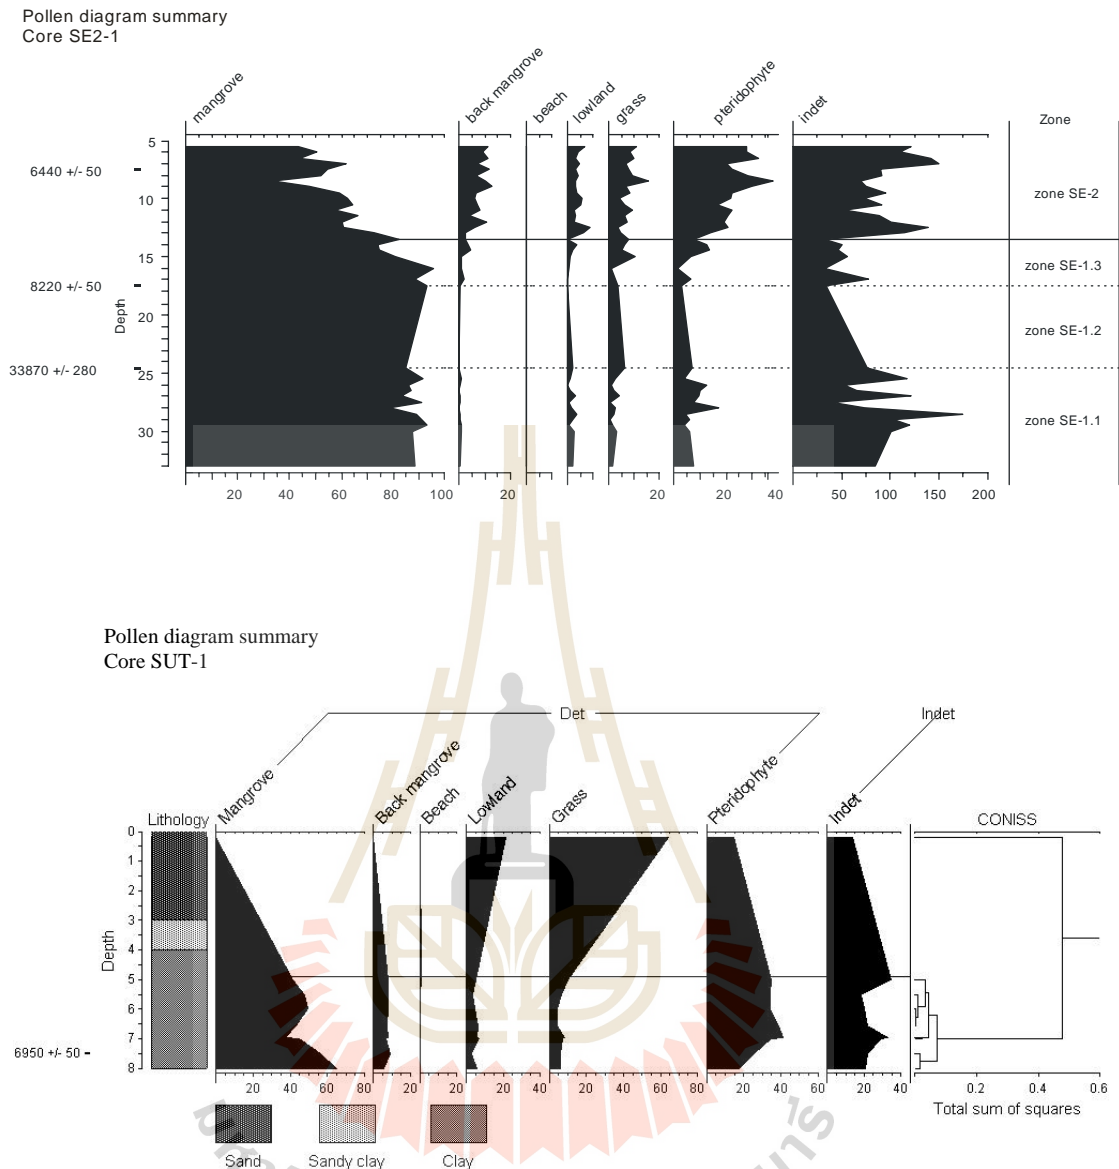 Pollen diagram summary
Core SE2-1
mangrove
back mangrove
beach
lowland
grass
pteridophyte
indet
Zone
5
6440 +/- 50
10
zone SE-2
15
zone SE-1.3
8220 +/- 50
Depth
20
zone SE-1.2
33870 +/- 280
25
zone SE-1.1
30
20 40 60 80 100 20 20 20 40 50 100 150 200
Pollen diagram summary
Core SUT-1
Det
Indet
Mangrove
Back mangrove
Beach
Lowland
Grass
Pteridophyte
Indet
Lithology
CONISS
0
1
2
3
4
Depth
5
6
7
6950 +/- 50
8
20 40 60 80 20 20 20 40 20 40 60 80 20 40 60 20 40 0.2 0.4 0.6
Total sum of squares
Sand
Sandy clay
Clay